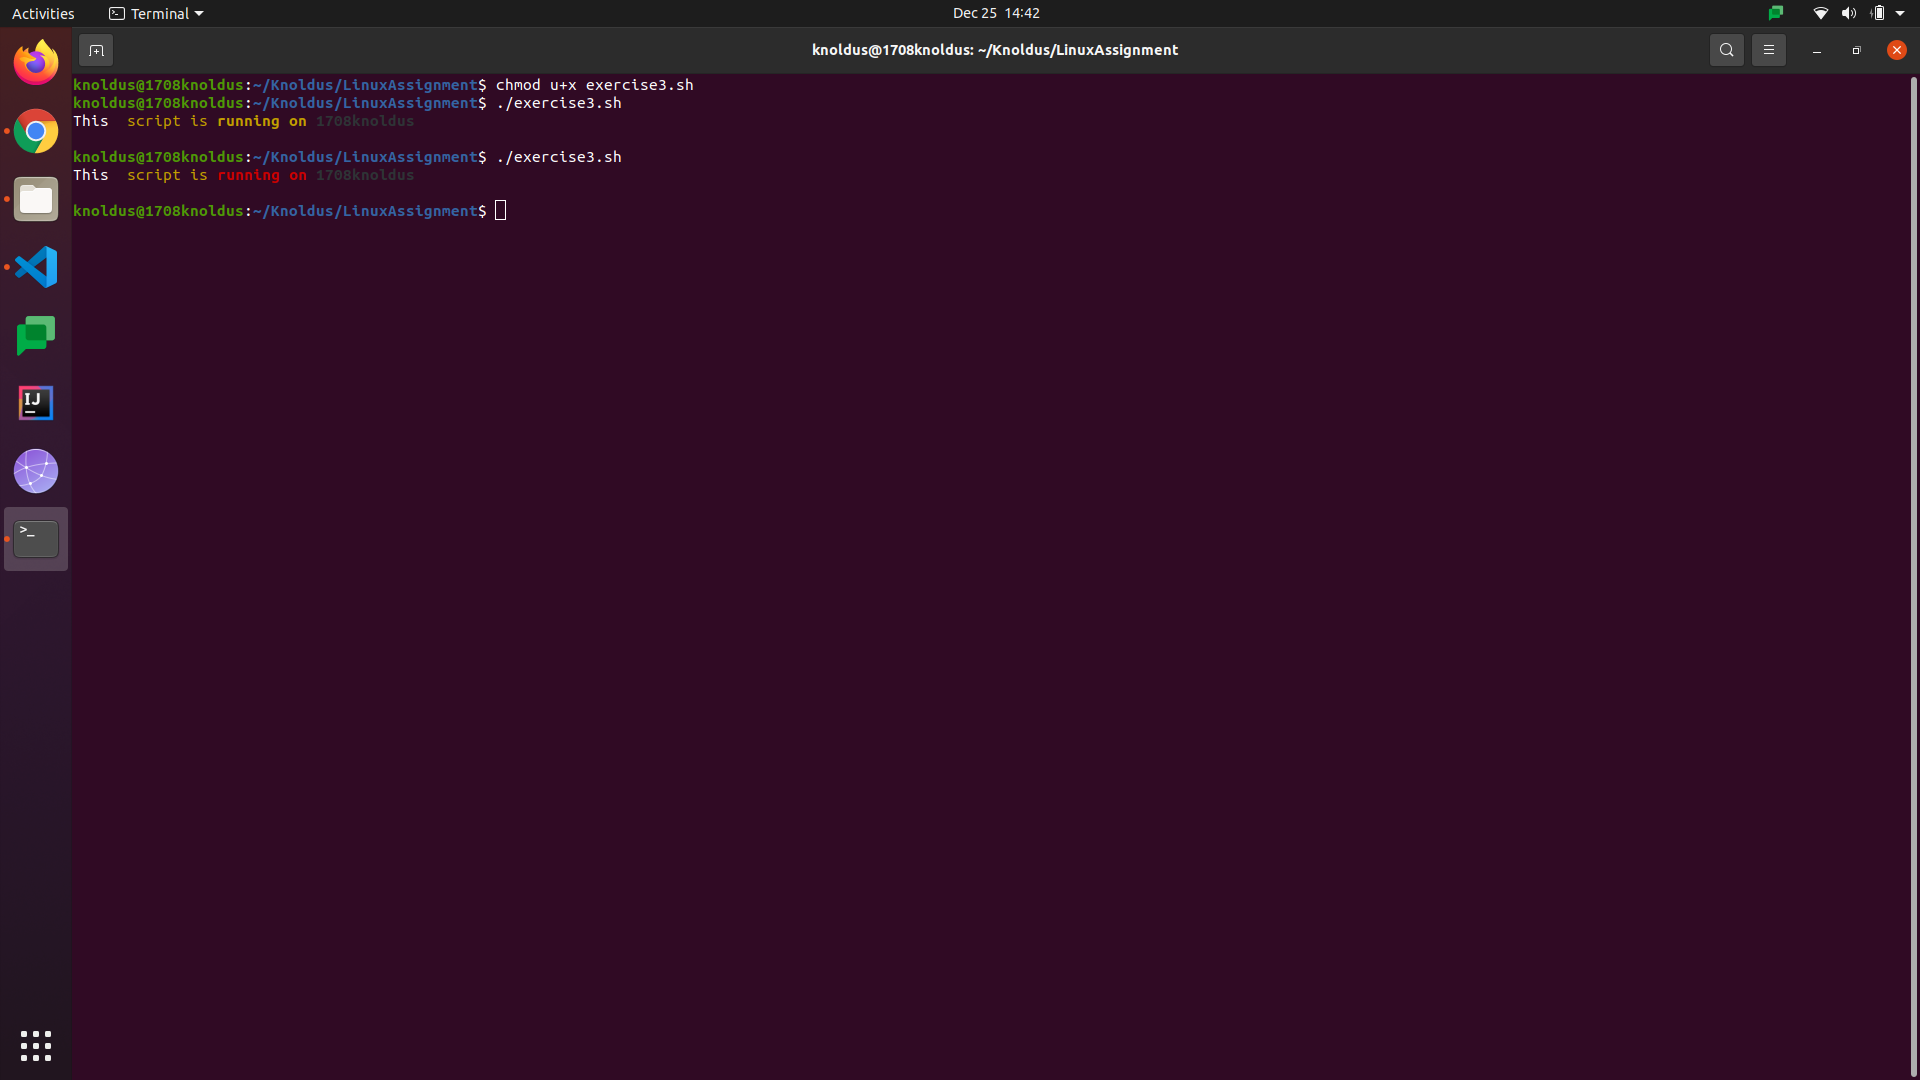 Activities Terminal Dec 25 14:42
knoldus@1708knoldus: ~/Knoldus/LinuxAssignment
knoldus@1708knoldus:~/Knoldus/LinuxAssignment$ chmod u+x exercise3.sh
knoldus@1708knoldus:~/Knoldus/LinuxAssignment$ ./exercise3.sh
This  script is running on 1708knoldus
knoldus@1708knoldus:~/Knoldus/LinuxAssignment$ ./exercise3.sh
This  script is running on 1708knoldus
knoldus@1708knoldus:~/Knoldus/LinuxAssignment$
IJ
>_